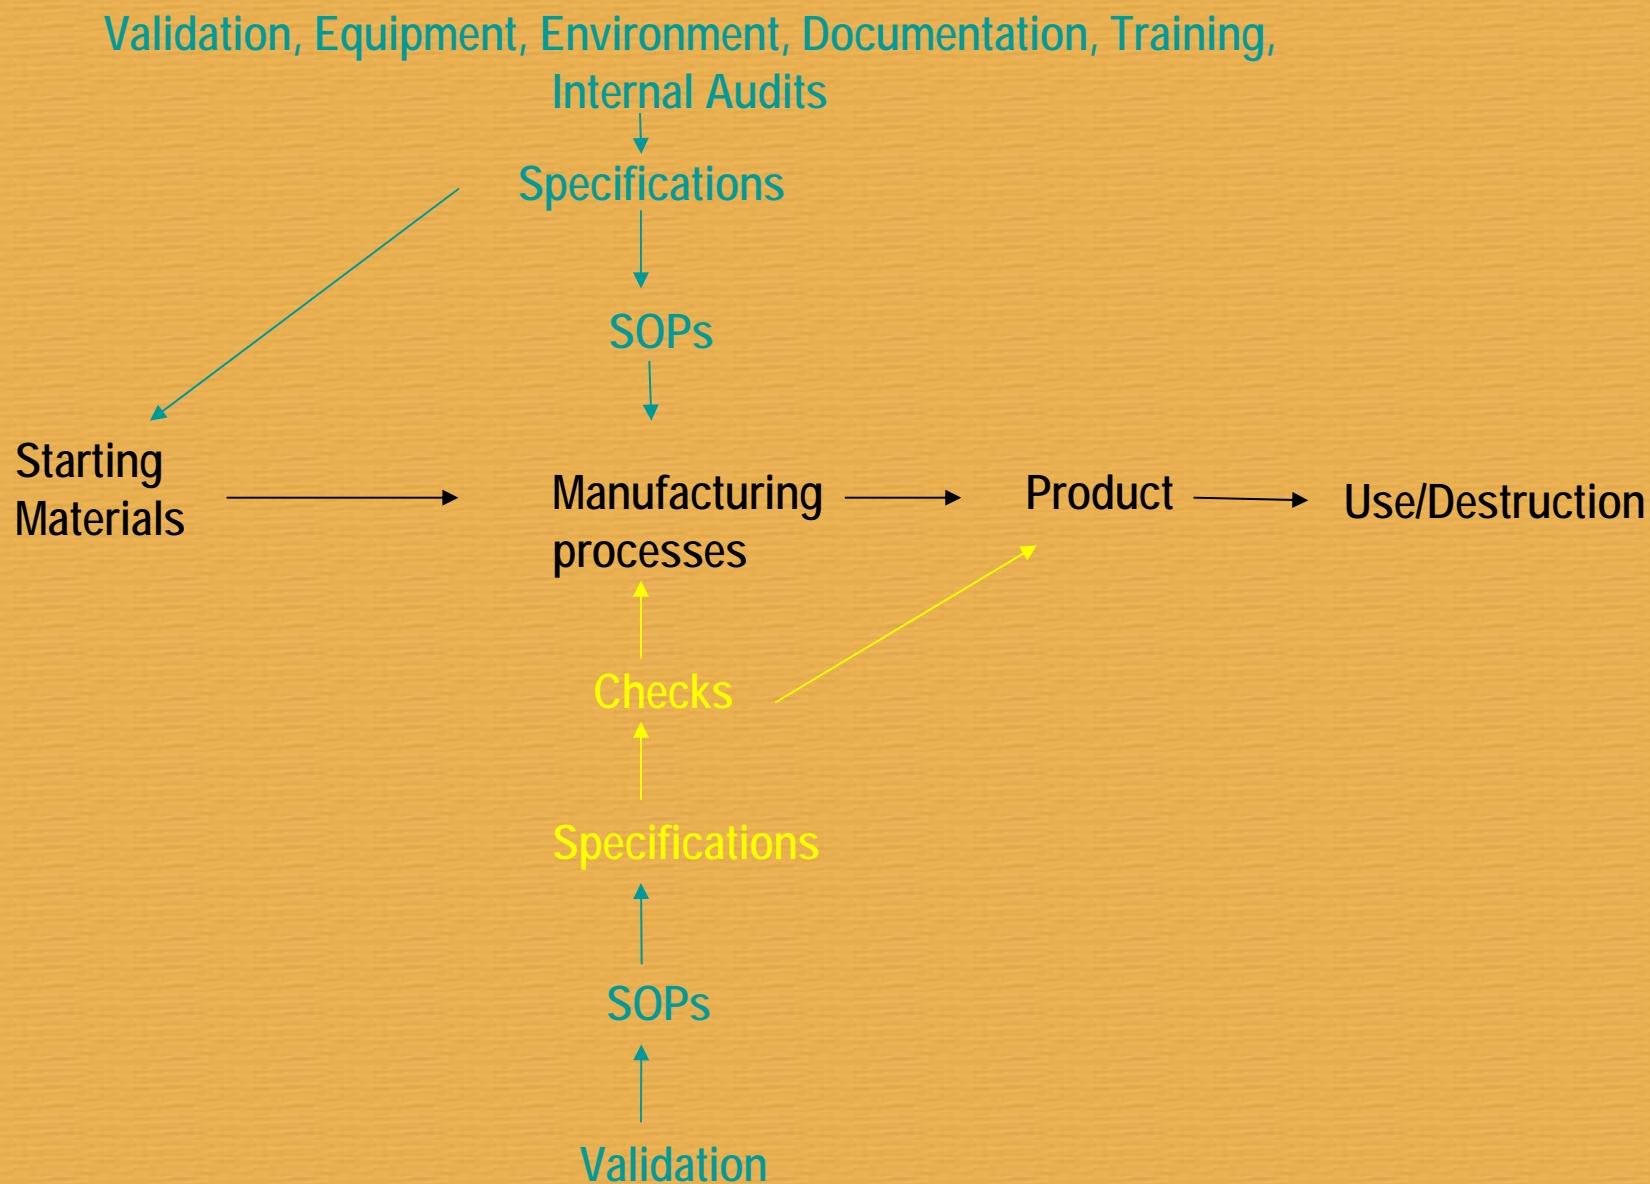 Validation, Equipment, Environment, Documentation, Training,
Internal Audits
Specifications
SOPs
Starting
Materials
Manufacturing
processes
Product
Use/Destruction
Checks
Specifications
SOPs
Validation